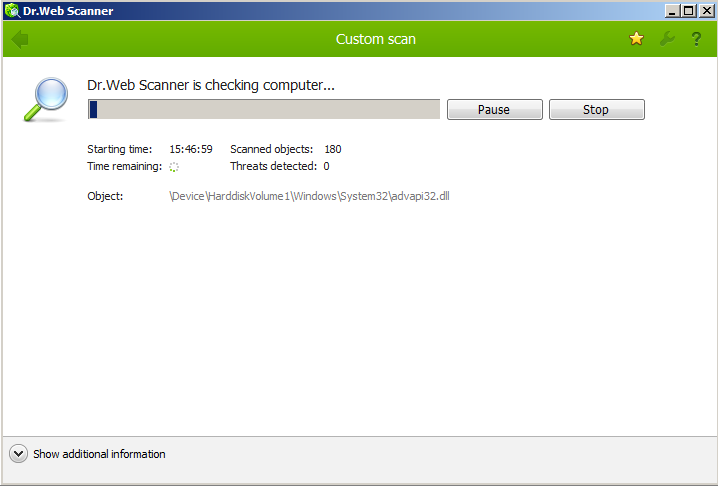 Dr.Web Scanner
Custom scan
?
Dr.Web Scanner is checking computer...
Pause Stop
Starting time: 15:46:59 Scanned objects: 180
Time remaining: Threats detected: 0
Object: \Device\HarddiskVolume1\Windows\System32\advapi32.dll
Show additional information